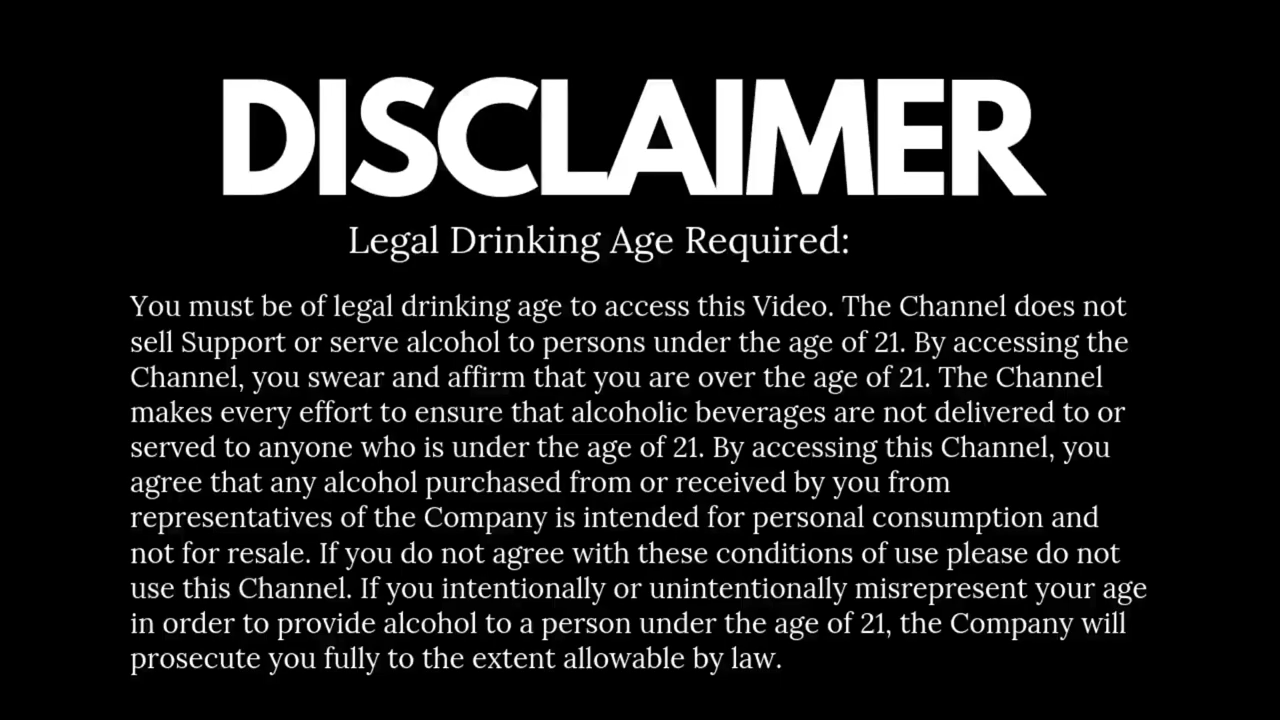 DISCLAIMER
Legal Drinking Age Required:
You must be of legal drinking age to access this Video. The Channel does not
sell Support or serve alcohol to persons under the age of 21. By accessing the
Channel, you swear and affirm that you are over the age of 21. The Channel
makes every effort to ensure that alcoholic beverages are not delivered to or
served to anyone who is under the age of 21. By accessing this Channel, you
agree that any alcohol purchased from or received by you from
representatives of the Company is intended for personal consumption and
not for resale. If you do not agree with these conditions of use please do not
use this Channel. If you intentionally or unintentionally misrepresent your age
in order to provide alcohol to a person under the age of 21, the Company will
prosecute you fully to the extent allowable by law.